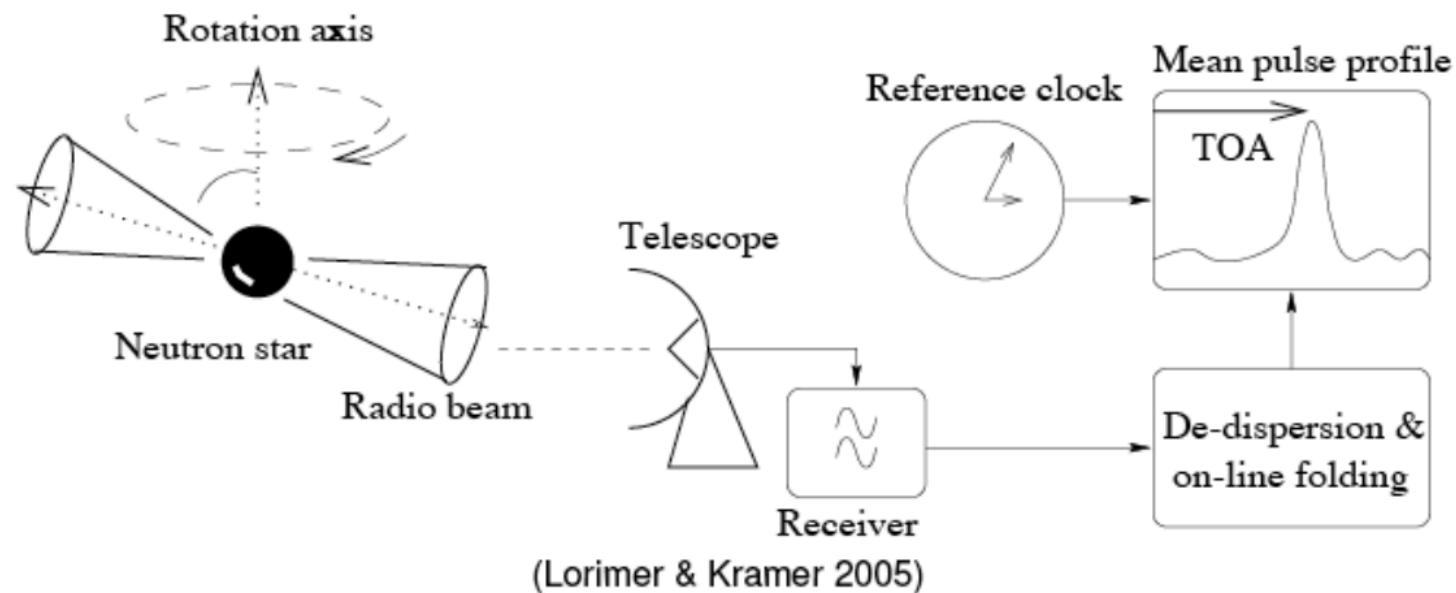 Rotation axis
Mean pulse profile
Reference clock
TOA
Telescope
Neutron star
Radio beam
De-dispersion &
on-line folding
Receiver
(Lorimer & Kramer 2005)